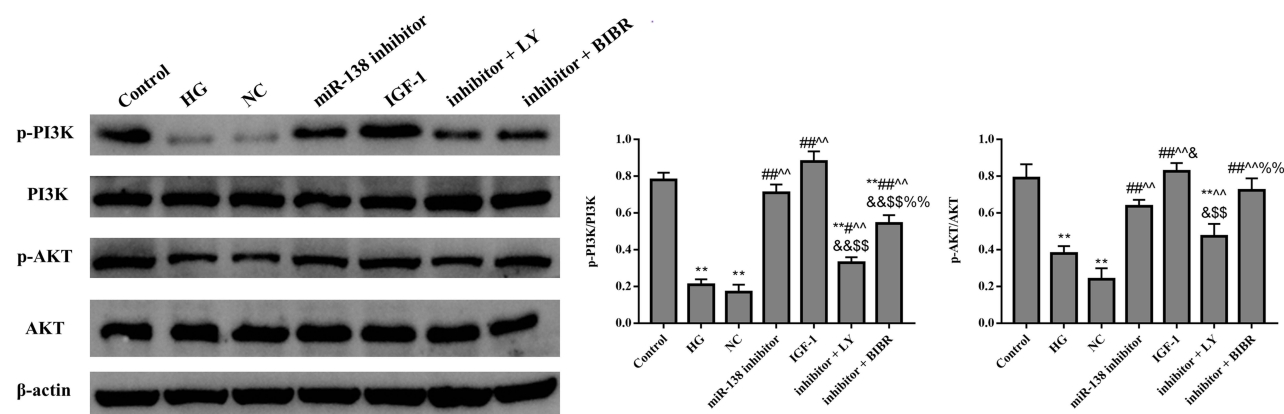 Control
HG
NC
miR-138 inhibitor
IGF-1
inhibitor + LY
inhibitor + BIBR
p-PI3K
PI3K
p-AKT
AKT
β-actin
p-PI3K/PI3K
1.0
0.8
0.6
0.4
0.2
0.0
**
**
##^^
##^^
**#^^
&&$$
**##^^
&&$$%%
Control
HG
NC
miR-138 inhibitor
IGF-1
inhibitor + LY
inhibitor + BIBR
p-AKT/AKT
1.0
0.8
0.6
0.4
0.2
0.0
**
**
##^^
##^^&
**^^
&$$
##^^%%
Control
HG
NC
miR-138 inhibitor
IGF-1
inhibitor + LY
inhibitor + BIBR